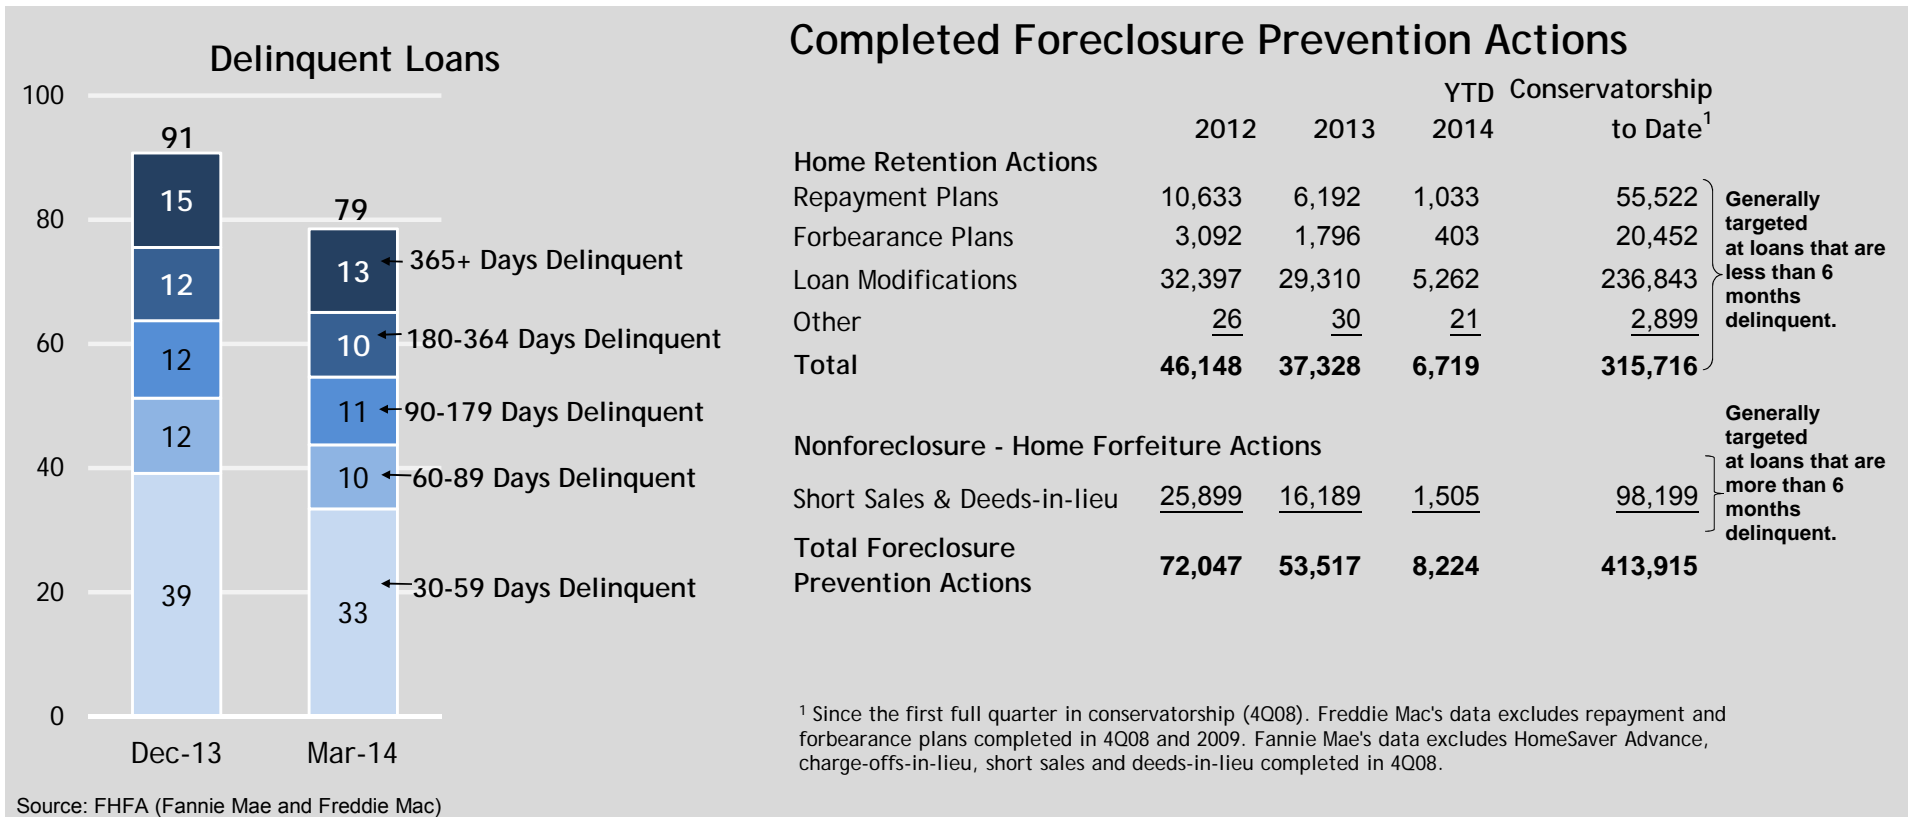 Delinquent Loans
100
80
60
40
20
0
91
15
12
12
12
39
79
13
10
11
10
33
365+ Days Delinquent
180-364 Days Delinquent
90-179 Days Delinquent
60-89 Days Delinquent
30-59 Days Delinquent
Dec-13 Mar-14
Source: FHFA (Fannie Mae and Freddie Mac)
Completed Foreclosure Prevention Actions
YTD Conservatorship
2012 2013 2014 to Date¹
Home Retention Actions
Repayment Plans 10,633 6,192 1,033 55,522
Forbearance Plans 3,092 1,796 403 20,452
Loan Modifications 32,397 29,310 5,262 236,843
Other 26 30 21 2,899
Total 46,148 37,328 6,719 315,716
Generally
targeted
at loans that are
less than 6
months
delinquent.
Nonforeclosure - Home Forfeiture Actions
Short Sales & Deeds-in-lieu 25,899 16,189 1,505 98,199
Total Foreclosure
Prevention Actions 72,047 53,517 8,224 413,915
Generally
targeted
at loans that are
more than 6
months
delinquent.
¹ Since the first full quarter in conservatorship (4Q08). Freddie Mac's data excludes repayment and
forbearance plans completed in 4Q08 and 2009. Fannie Mae's data excludes HomeSaver Advance,
charge-offs-in-lieu, short sales and deeds-in-lieu completed in 4Q08.